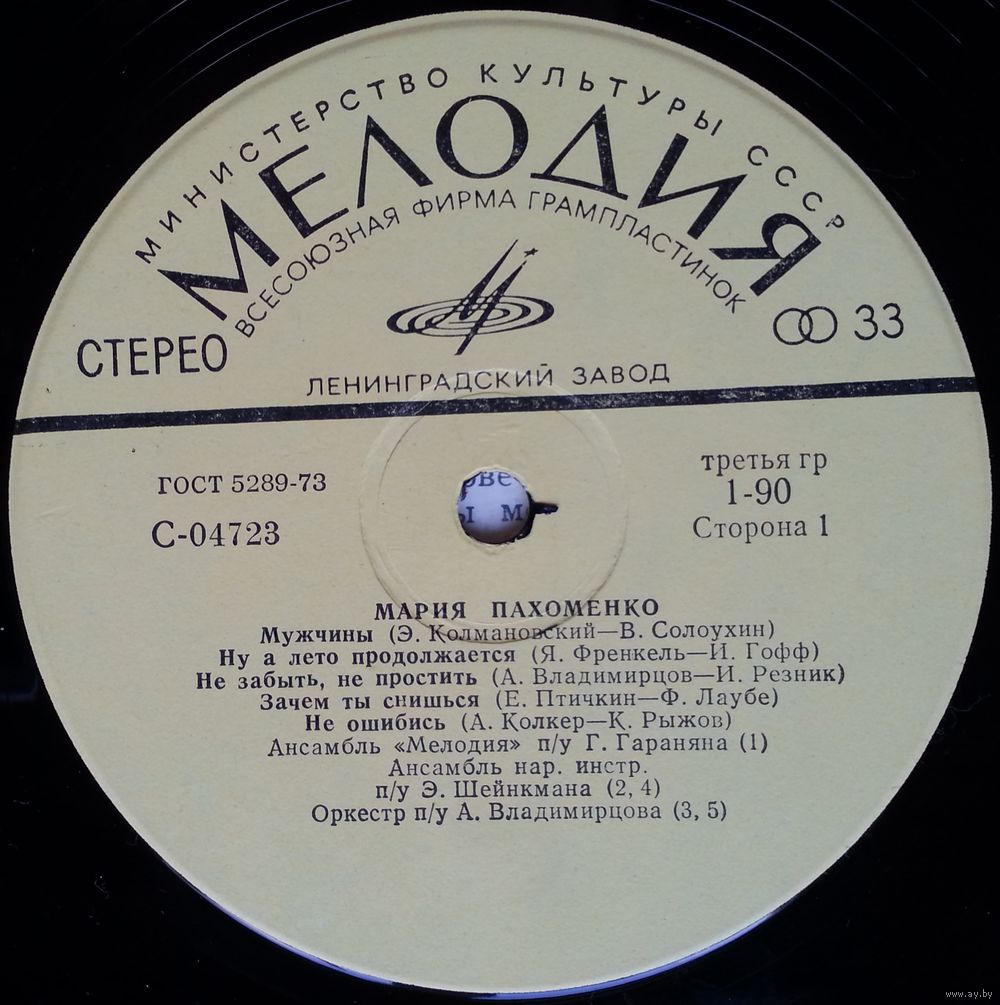 МИНИСТЕРСТВО КУЛЬТУРЫ СССР
МЕЛОДИЯ
ВСЕСОЮЗНАЯ ФИРМА ГРАМПЛАСТИНОК
СТЕРЕО
33
ЛЕНИНГРАДСКИЙ ЗАВОД
ГОСТ 5289-73
С-04723
третья гр
1-90
Сторона 1
МАРИЯ ПАХОМЕНКО
Мужчины (Э. Колмановский—В. Солоухин)
Ну а лето продолжается (Я. Френкель—И. Гофф)
Не забыть, не простить (А. Владимирцов—И. Резник)
Зачем ты снишься (Е. Птичкин—Ф. Лаубе)
Не ошибись (А. Колкер—К. Рыжов)
Ансамбль «Мелодия» п/у Г. Гараняна (1)
Ансамбль нар. инстр.
п/у Э. Шейнкмана (2, 4)
Оркестр п/у А. Владимирцова (3, 5)
www.ay.by